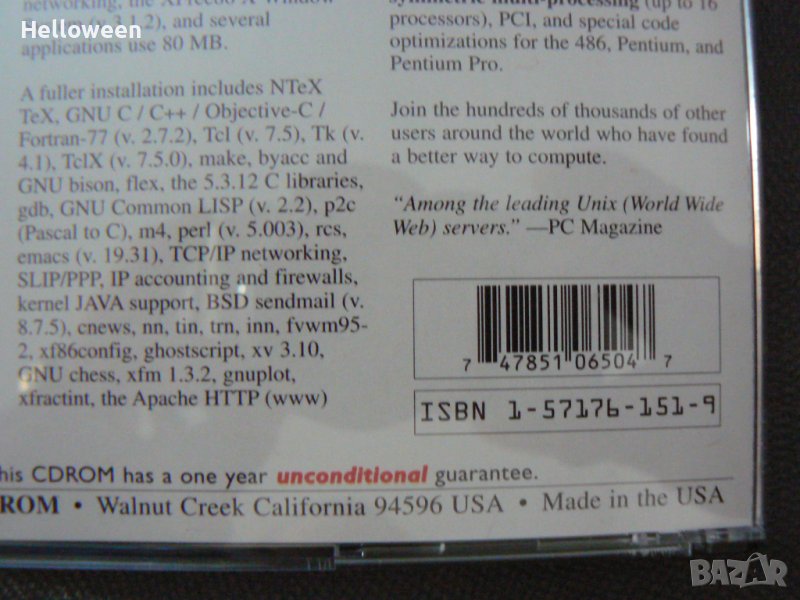 Helloween
networking, the XFree86 X Window
(v 3.1.2), and several
applications use 80 MB.
A fuller installation includes NTeX
TeX, GNU C / C++ / Objective-C /
Fortran-77 (v. 2.7.2), Tcl (v. 7.5), Tk (v.
4.1), TclX (v. 7.5.0), make, byacc and
GNU bison, flex, the 5.3.12 C libraries,
gdb, GNU Common LISP (v. 2.2), p2c
(Pascal to C), m4, perl (v. 5.003), rcs,
emacs (v. 19.31), TCP/IP networking,
SLIP/PPP, IP accounting and firewalls,
kernel JAVA support, BSD sendmail (v.
8.7.5), cnews, nn, tin, trn, inn, fvwm95-
2, xf86config, ghostscript, xv 3.10,
GNU chess, xfm 1.3.2, gnuplot,
xfractint, the Apache HTTP (www)
symmetric multi-processing (up to 16
processors), PCI, and special code
optimizations for the 486, Pentium, and
Pentium Pro.
Join the hundreds of thousands of other
users around the world who have found
a better way to compute.
“Among the leading Unix (World Wide
Web) servers.” —PC Magazine
7 47851 06504 7
ISBN 1-57176-151-9
his CDROM has a one year unconditional guarantee.
ROM • Walnut Creek California 94596 USA • Made in the USA
BAZAR